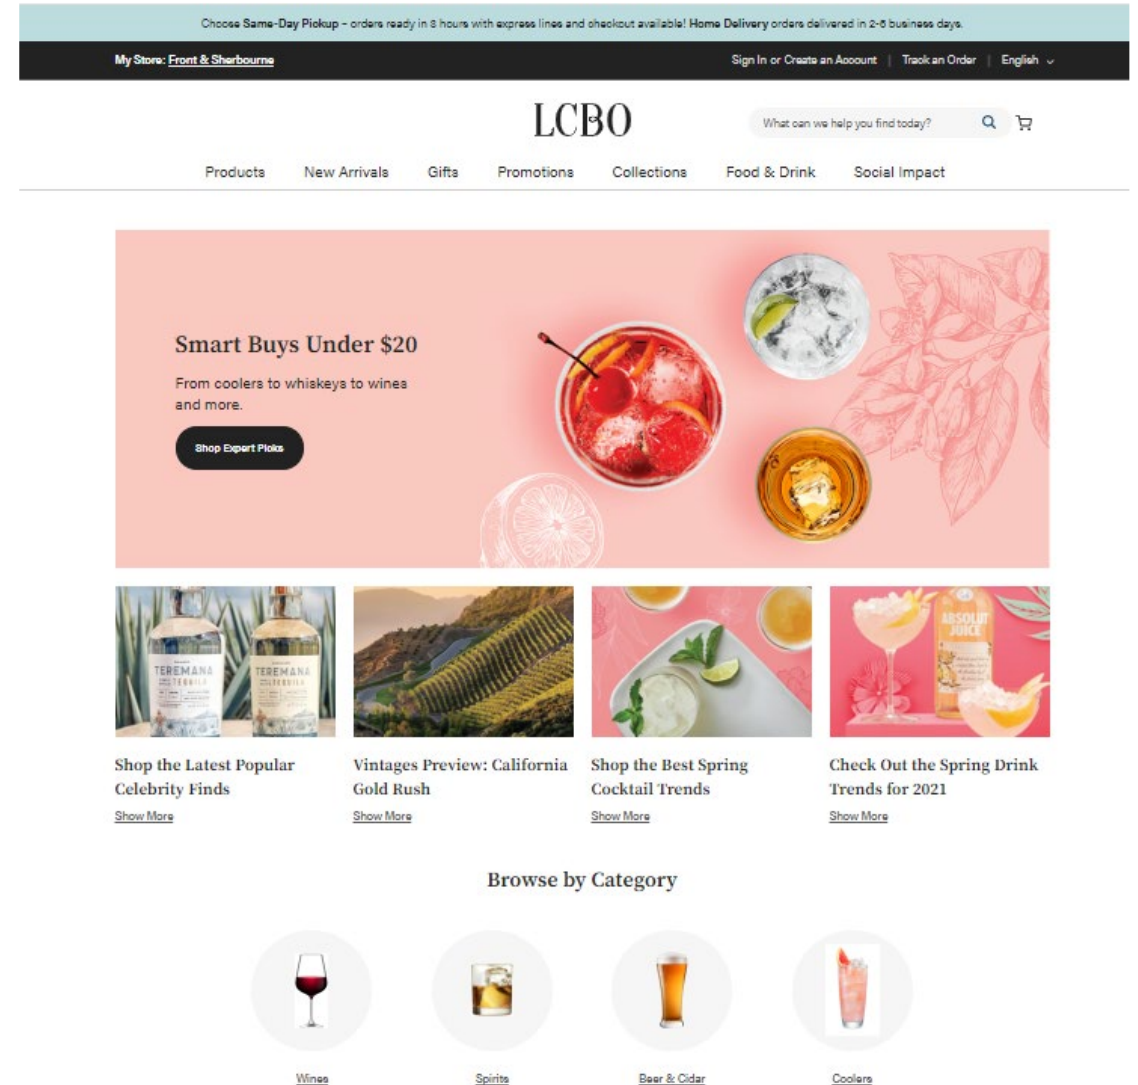 Choose Same-Day Pickup – orders ready in 3 hours with express lines and checkout available! Home Delivery orders delivered in 2-6 business days.
My Store: Front & Sherbourne
Sign In or Create an Account | Track an Order | English
LCBO
What can we help you find today?
Products New Arrivals Gifts Promotions Collections Food & Drink Social Impact
Smart Buys Under $20
From coolers to whiskeys to wines
and more.
Shop Expert Picks
TEREMANA
TEQUILA
TEREMANA
TEQUILA
ABSOLUT
JUICE
Shop the Latest Popular
Celebrity Finds
Show More
Vintages Preview: California
Gold Rush
Show More
Shop the Best Spring
Cocktail Trends
Show More
Check Out the Spring Drink
Trends for 2021
Show More
Browse by Category
Wines
Spirits
Beer & Cidar
Coolers